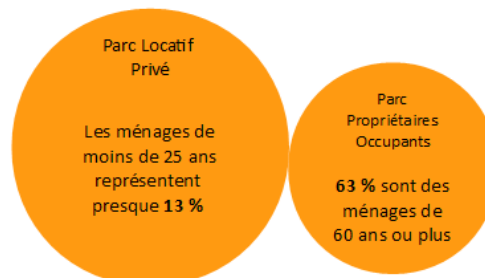 Parc Locatif
Privé
Les ménages de
moins de 25 ans
représentent
presque 13 %
Parc
Propriétaires
Occupants
63 % sont des
ménages de
60 ans ou plus